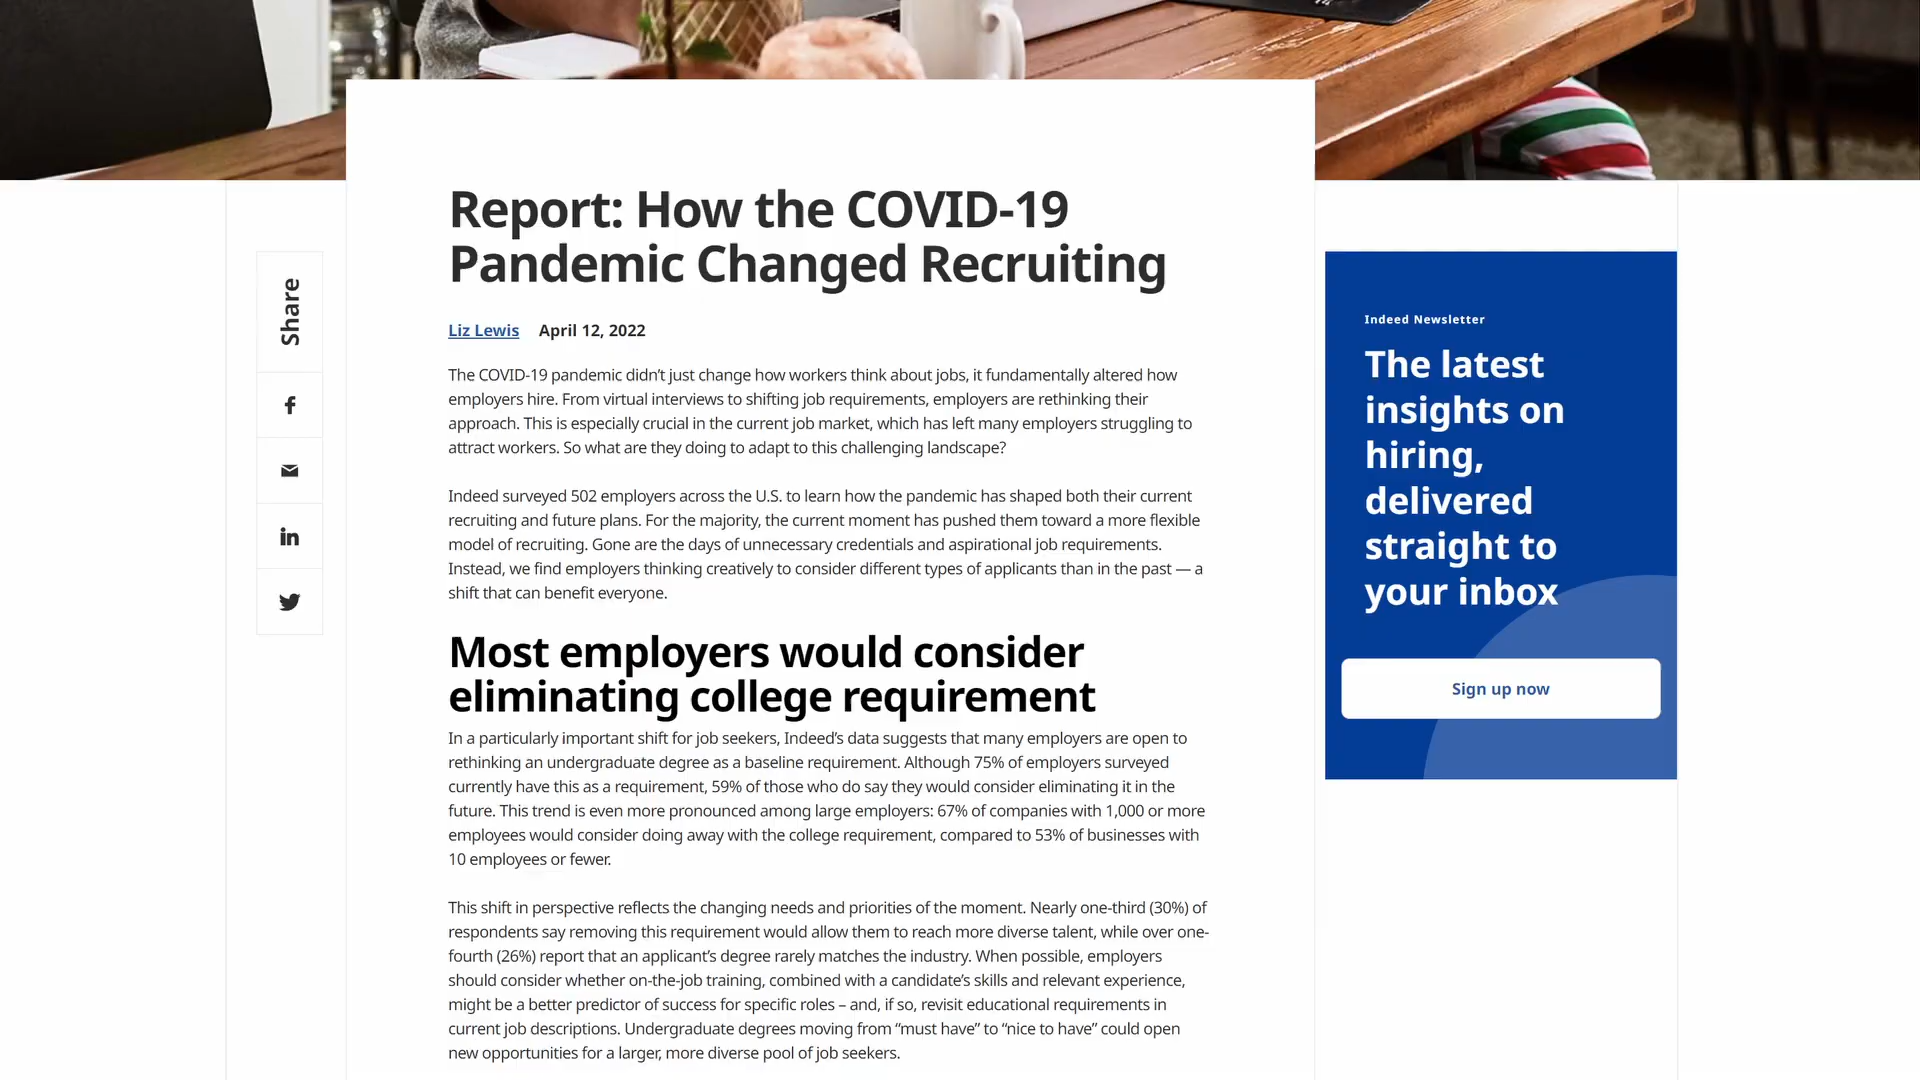 Report: How the COVID-19
Pandemic Changed Recruiting
Liz Lewis April 12, 2022
The COVID-19 pandemic didn’t just change how workers think about jobs, it fundamentally altered how
employers hire. From virtual interviews to shifting job requirements, employers are rethinking their
approach. This is especially crucial in the current job market, which has left many employers struggling to
attract workers. So what are they doing to adapt to this challenging landscape?
Indeed surveyed 502 employers across the U.S. to learn how the pandemic has shaped both their current
recruiting and future plans. For the majority, the current moment has pushed them toward a more flexible
model of recruiting. Gone are the days of unnecessary credentials and aspirational job requirements.
Instead, we find employers thinking creatively to consider different types of applicants than in the past — a
shift that can benefit everyone.
Most employers would consider
eliminating college requirement
In a particularly important shift for job seekers, Indeed’s data suggests that many employers are open to
rethinking an undergraduate degree as a baseline requirement. Although 75% of employers surveyed
currently have this as a requirement, 59% of those who do say they would consider eliminating it in the
future. This trend is even more pronounced among large employers: 67% of companies with 1,000 or more
employees would consider doing away with the college requirement, compared to 53% of businesses with
10 employees or fewer.
This shift in perspective reflects the changing needs and priorities of the moment. Nearly one-third (30%) of
respondents say removing this requirement would allow them to reach more diverse talent, while over one-
fourth (26%) report that an applicant’s degree rarely matches the industry. When possible, employers
should consider whether on-the-job training, combined with a candidate’s skills and relevant experience,
might be a better predictor of success for specific roles – and, if so, revisit educational requirements in
current job descriptions. Undergraduate degrees moving from “must have” to “nice to have” could open
new opportunities for a larger, more diverse pool of job seekers.
Share
Indeed Newsletter
The latest
insights on
hiring,
delivered
straight to
your inbox
Sign up now